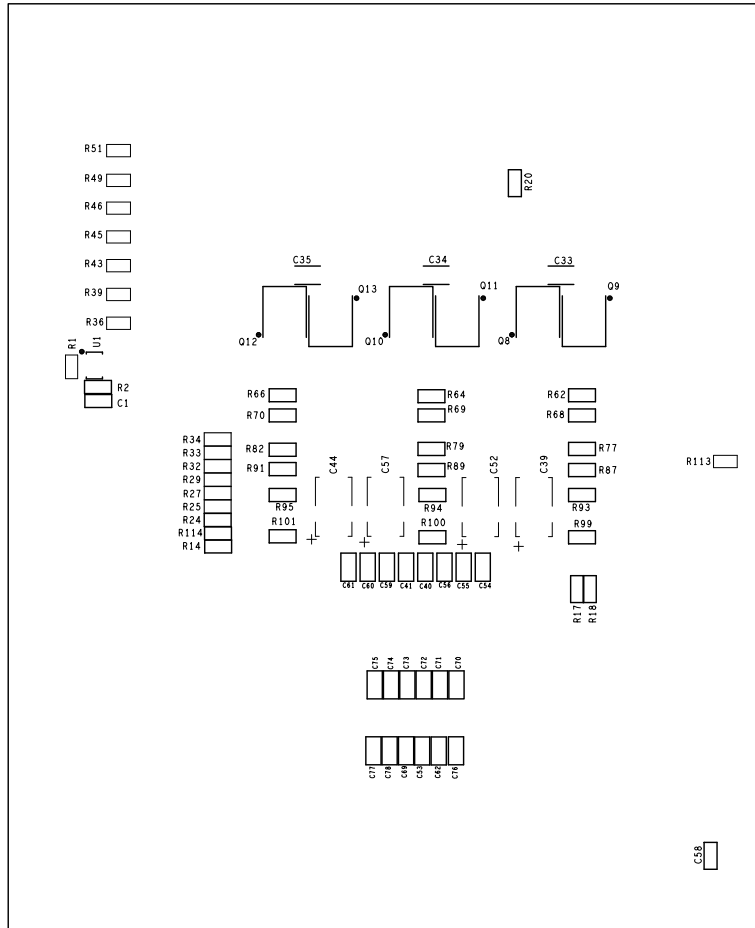 R51
R49
R20
R46
R45
C35
C34
C33
R43
Q13
Q11
Q9
R39
R36
R1
U1
Q12
Q10
Q8
R2
C1
R66
R64
R62
R70
R69
R68
R34
R33
R82
R79
R77
R32
R91
C44
C57
R89
C52
C39
R87
R113
R29
R27
R25
R95
R94
R93
R24
R101
R100
R99
R114
R14
+
+
+
+
C61
C60
C59
C41
C40
C56
C55
C54
R17
R18
C75
C74
C73
C72
C71
C70
C77
C78
C69
C53
C62
C76
C58